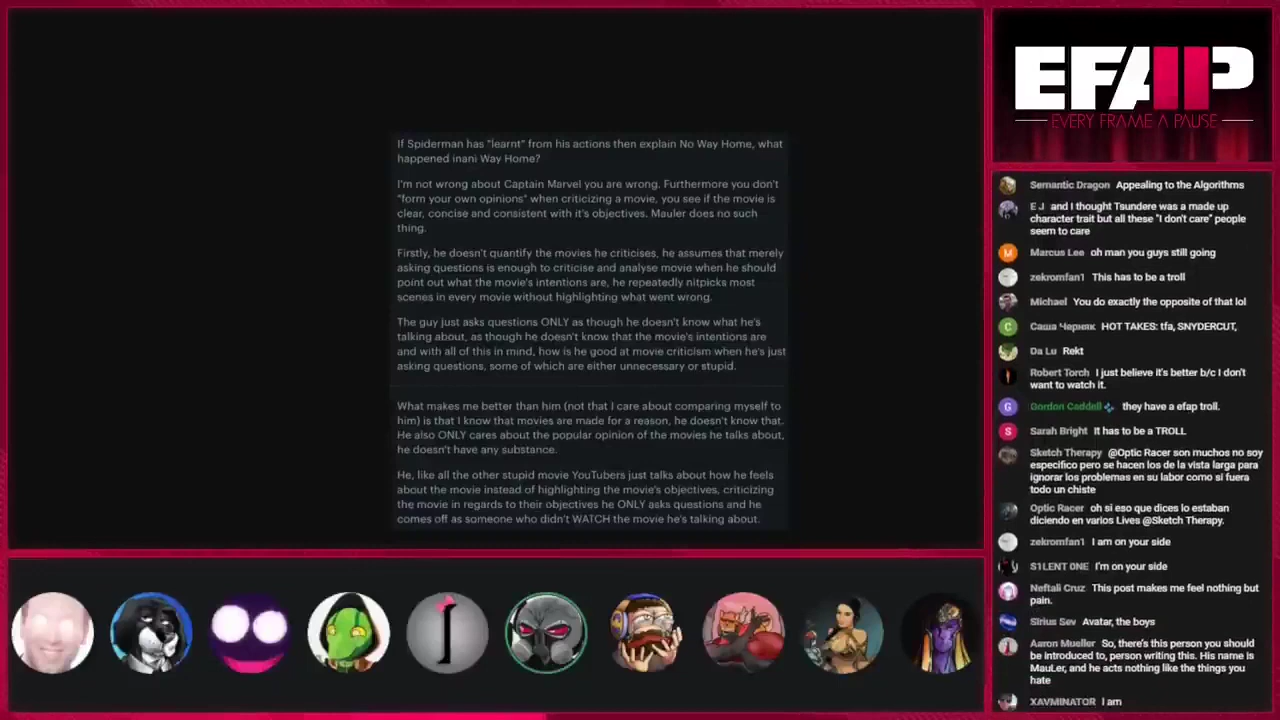 If Spiderman has "learnt" from his actions then explain No Way Home, what
happened inani Way Home?
I'm not wrong about Captain Marvel you are wrong. Furthermore you don't
"form your own opinions" when criticizing a movie, you see if the movie is
clear, concise and consistent with it's objectives. Mauler does no such
thing.
Firstly, he doesn't quantify the movies he criticises, he assumes that merely
asking questions is enough to criticise and analyse movie when he should
point out what the movie's intentions are, he repeatedly nitpicks most
scenes in every movie without highlighting what went wrong.
The guy just asks questions ONLY as though he doesn't know what he's
talking about, as though he doesn't know that the movie's intentions are
and with all of this in mind, how is he good at movie criticism when he's just
asking questions, some of which are either unnecessary or stupid.
What makes me better than him (not that I care about comparing myself to
him) is that I know that movies are made for a reason, he doesn't know that.
He also ONLY cares about the popular opinion of the movies he talks about,
he doesn't have any substance.
He, like all the other stupid movie YouTubers just talks about how he feels
about the movie instead of highlighting the movie's objectives, criticizing
the movie in regards to their objectives he ONLY asks questions and he
comes off as someone who didn't WATCH the movie he's talking about.
EFAP
EVERY FRAME A PAUSE
Semantic Dragon Appealing to the Algorithms
E J and I thought Tsundere was a made up
character trait but all these "I don't care" people
seem to care
M
Marcus Lee oh man you guys still going
zekromfan1 This has to be a troll
Michael You do exactly the opposite of that lol
C
Саша Черняк HOT TAKES: tfa, SNYDERCUT,
Da Lu Rekt
Robert Torch I just believe it's better b/c I don't
want to watch it.
G
Gordon Caddell they have a efap troll.
S
Sarah Bright It has to be a TROLL
Sketch Therapy @Optic Racer son muchos no soy
especifico pero se hacen los de la vista larga para
ignorar los problemas en su labor como si fuera
todo un chiste
Optic Racer oh si eso que dices lo estaban
diciendo en varios Lives @Sketch Therapy.
zekromfan1 I am on your side
S1LENT 0NE I'm on your side
Neftali Cruz This post makes me feel nothing but
pain.
Sirius Sev Avatar, the boys
Aaron Mueller So, there's this person you should
be introduced to, person writing this. His name is
MauLer, and he acts nothing like the things you
hate
XAVMINATOR I am